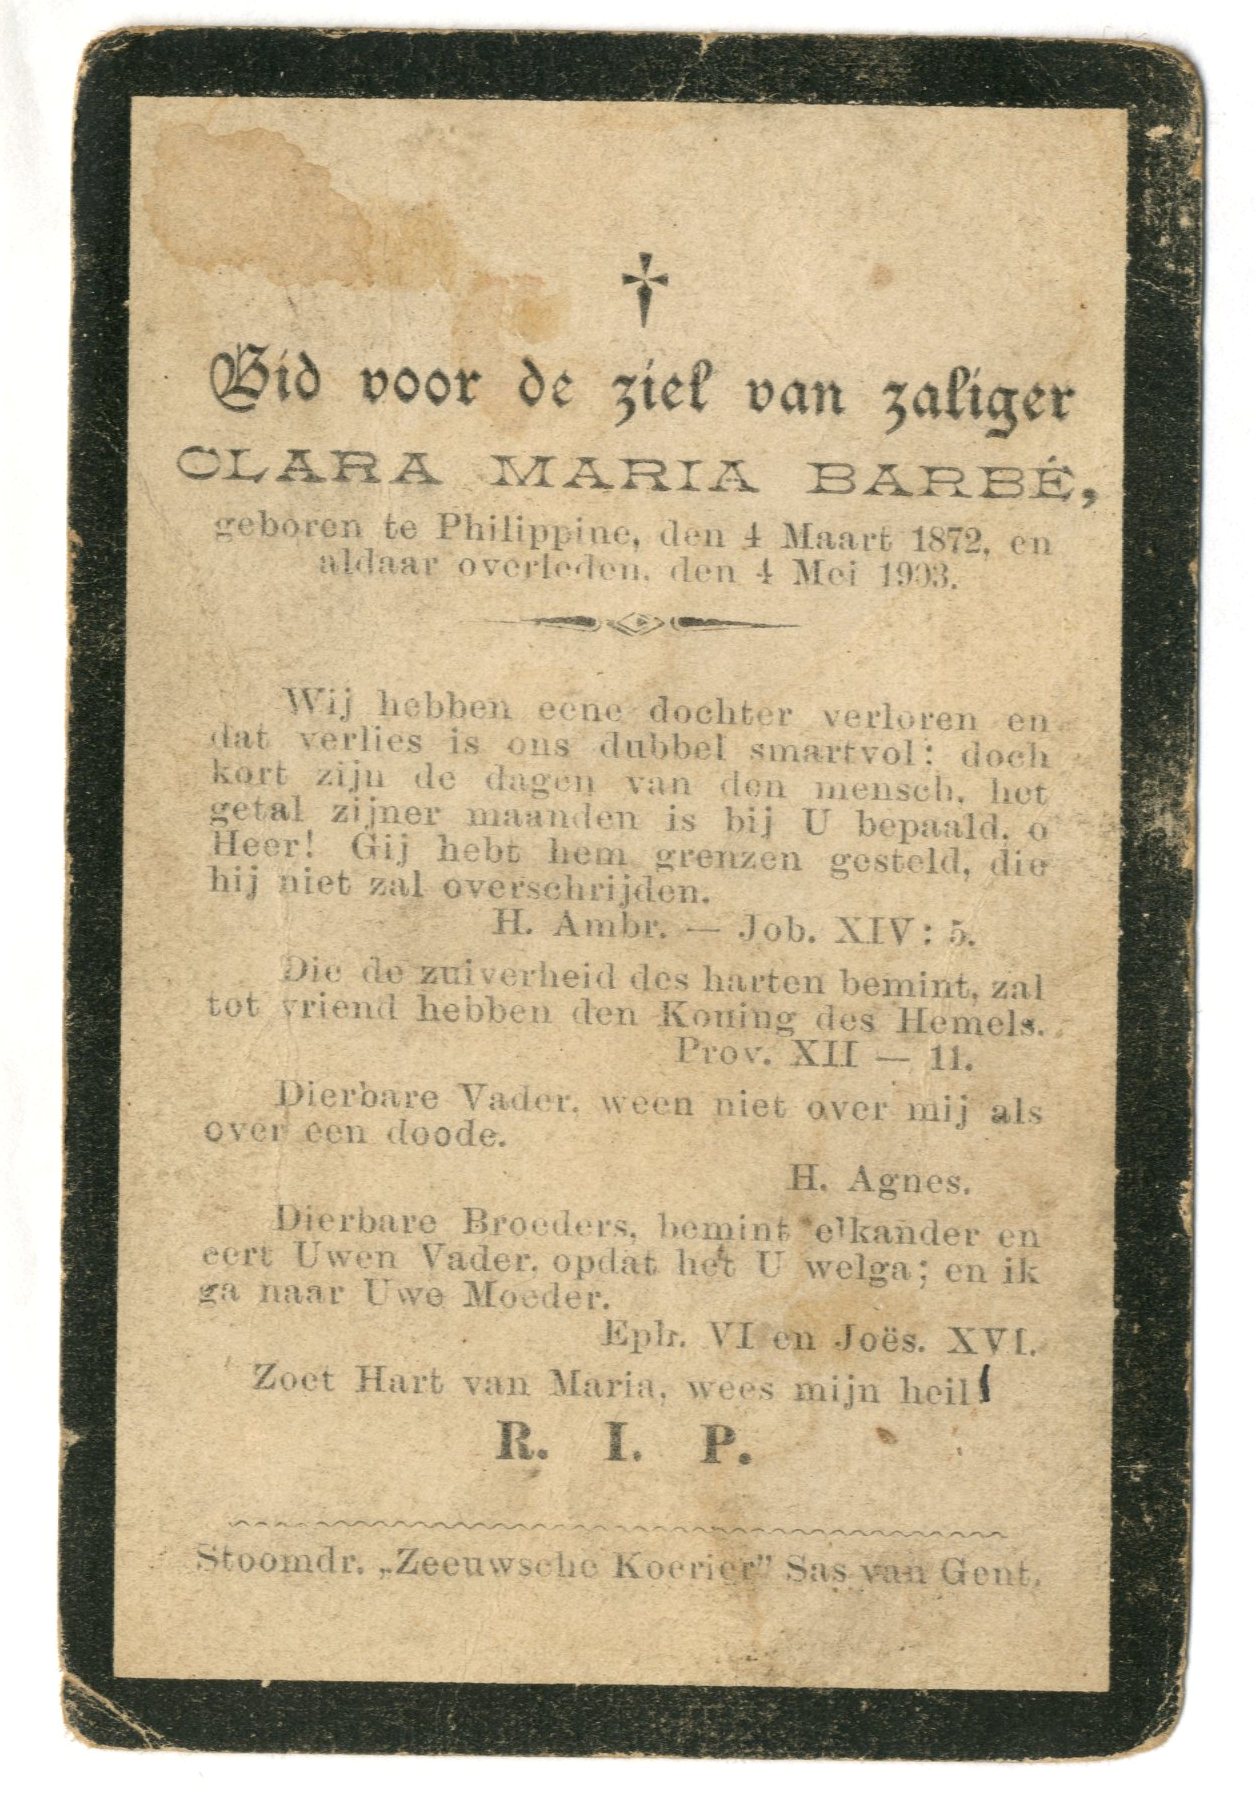 Bid voor de ziel van zaliger
CLARA MARIA BARBÉ,
geboren te Philippine, den 4 Maart 1872, en
aldaar overleden, den 4 Mei 1903.
Wij hebben eene dochter verloren en
dat verlies is ons dubbel smartvol: doch
kort zijn de dagen van den mensch, het
getal zijner maanden is bij U bepaald, o
Heer! Gij hebt hem grenzen gesteld, die
hij niet zal overschrijden.
H. Ambr. — Job. XIV: 5.
Die de zuiverheid des harten bemint, zal
tot vriend hebben den Koning des Hemels.
Prov. XII — 11.
Dierbare Vader, ween niet over mij als
over een doode.
H. Agnes.
Dierbare Broeders, bemint elkander en
eert Uwen Vader, opdat het U welga; en ik
ga naar Uwe Moeder.
Eph. VI en Joës. XVI.
Zoet Hart van Maria, wees mijn heil!
R. I. P.
Stoomdr. „Zeeuwsche Koerier" Sas van Gent.